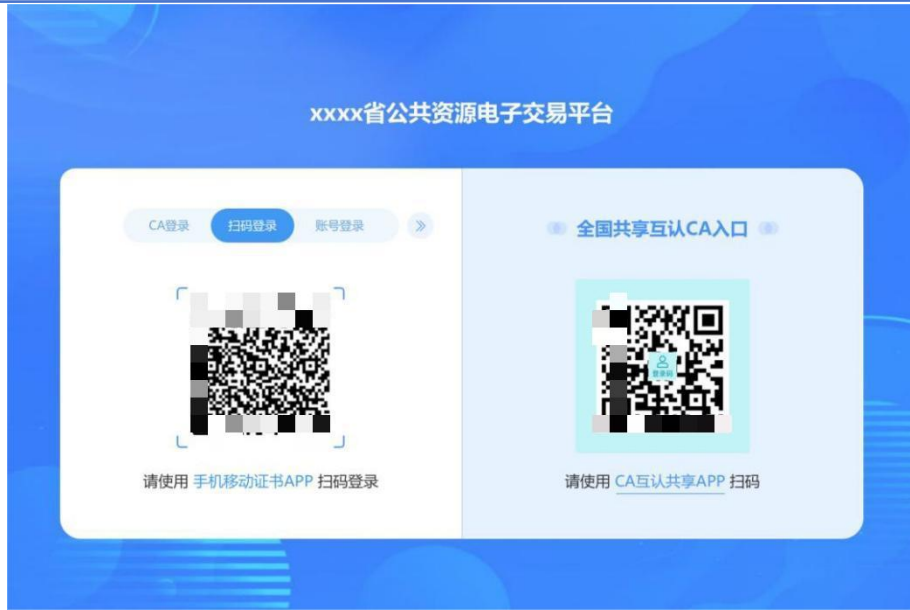 xxxx省公共资源电子交易平台
CA登录 扫码登录 账号登录 »
全国共享互认CA入口
登录码
请使用 手机移动证书APP 扫码登录
请使用 CA互认共享APP 扫码